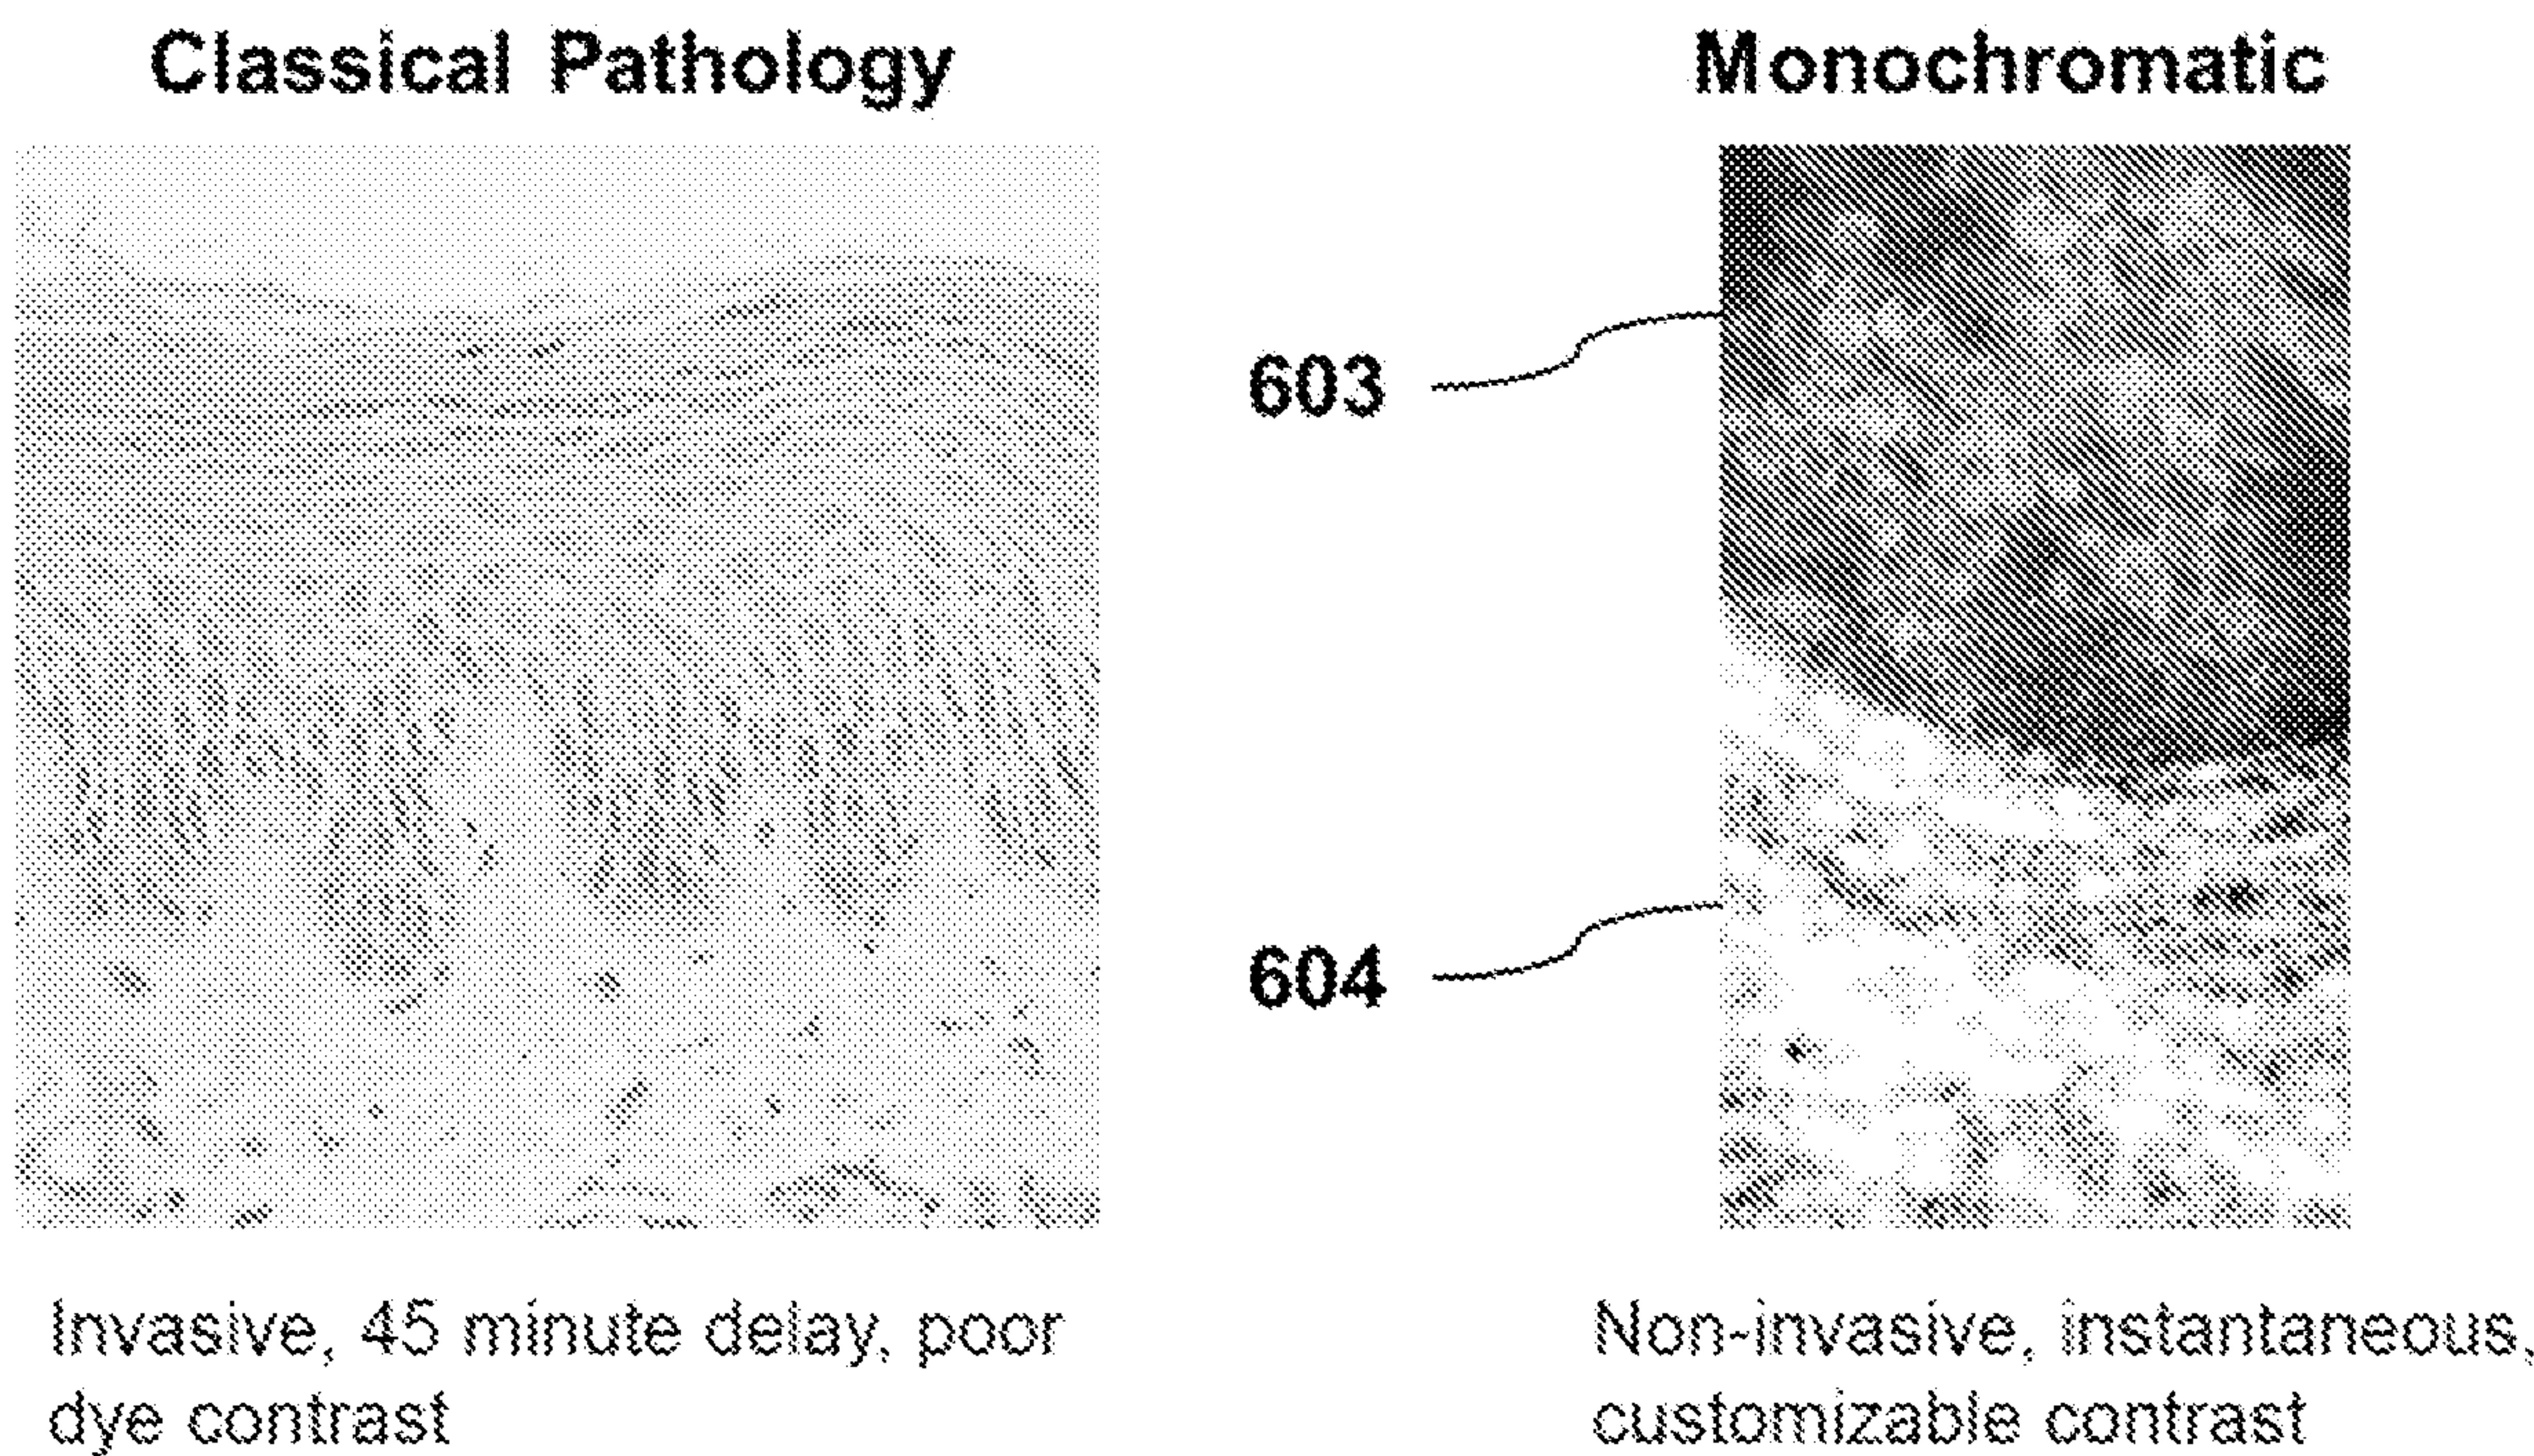 Classical Pathology
Monochromatic
603
604
Invasive, 45 minute delay, poor
dye contrast
Non-invasive, instantaneous,
customizable contrast